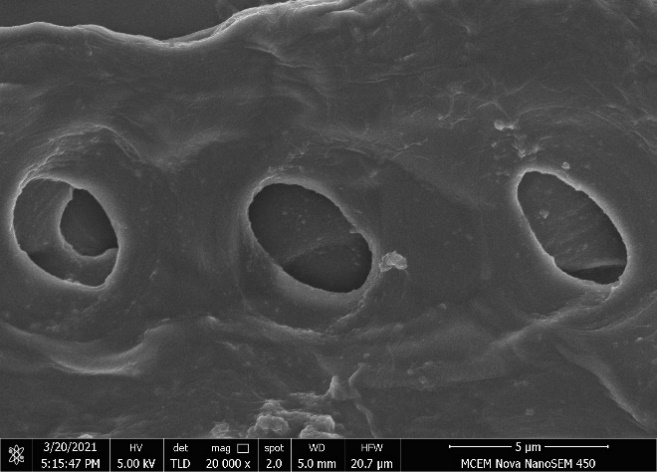 3/20/2021 HV det mag spot WD HFW 5 µm
5:15:47 PM 5.00 kV TLD 20 000 x 2.0 5.0 mm 20.7 µm MCEM Nova NanoSEM 450